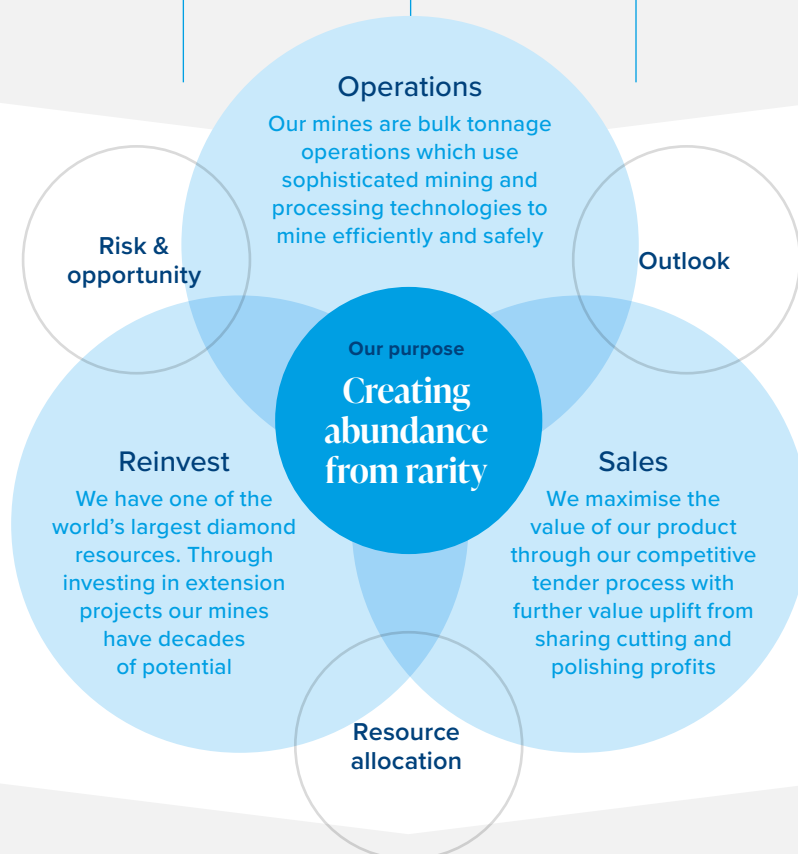 Operations
Our mines are bulk tonnage
operations which use
sophisticated mining and
processing technologies to
mine efficiently and safely
Risk &
opportunity
Outlook
Our purpose
Creating
abundance
from rarity
Reinvest
We have one of the
world’s largest diamond
resources. Through
investing in extension
projects our mines
have decades
of potential
Sales
We maximise the
value of our product
through our competitive
tender process with
further value uplift from
sharing cutting and
polishing profits
Resource
allocation